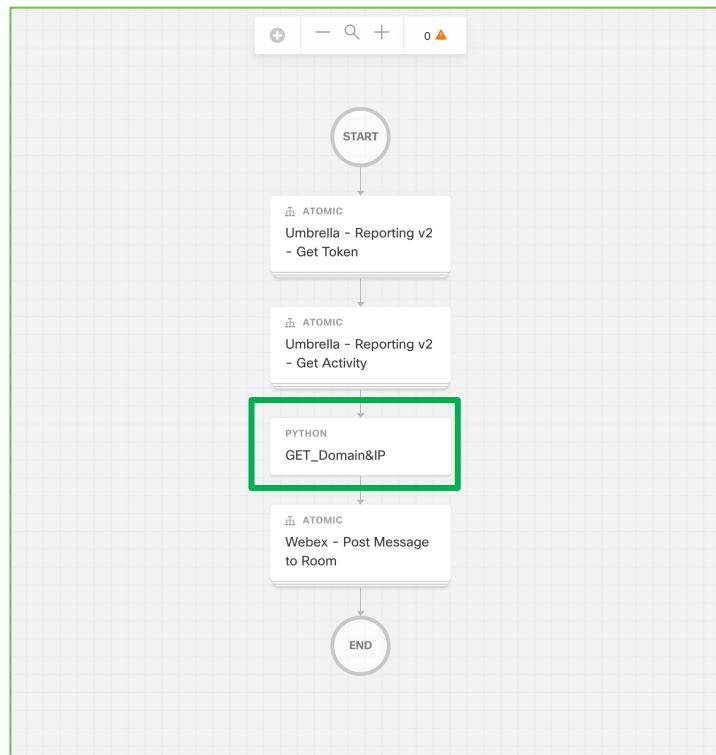 0
START
ATOMIC
Umbrella - Reporting v2
- Get Token
ATOMIC
Umbrella - Reporting v2
- Get Activity
PYTHON
GET_Domain&IP
ATOMIC
Webex - Post Message
to Room
END